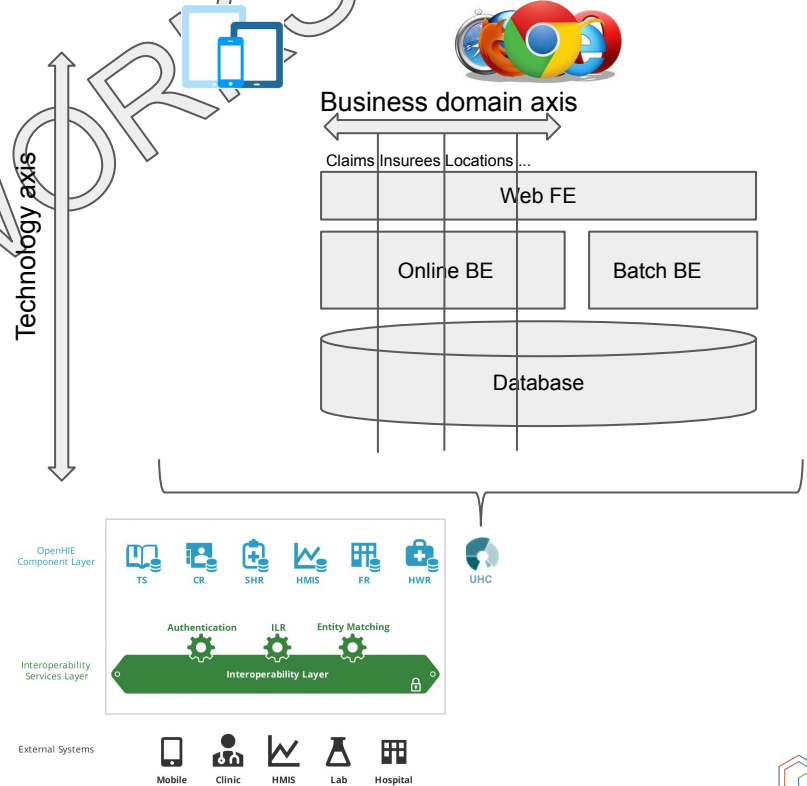 Business domain axis
Technology axis
Claims Insurees Locations ...
Web FE
Online BE
Batch BE
Database
OpenHIE
Component Layer
TS
CR
SHR
HMIS
FR
HWR
UHC
Authentication
ILR
Entity Matching
Interoperability
Services Layer
Interoperability Layer
External Systems
Mobile
Clinic
HMIS
Lab
Hospital